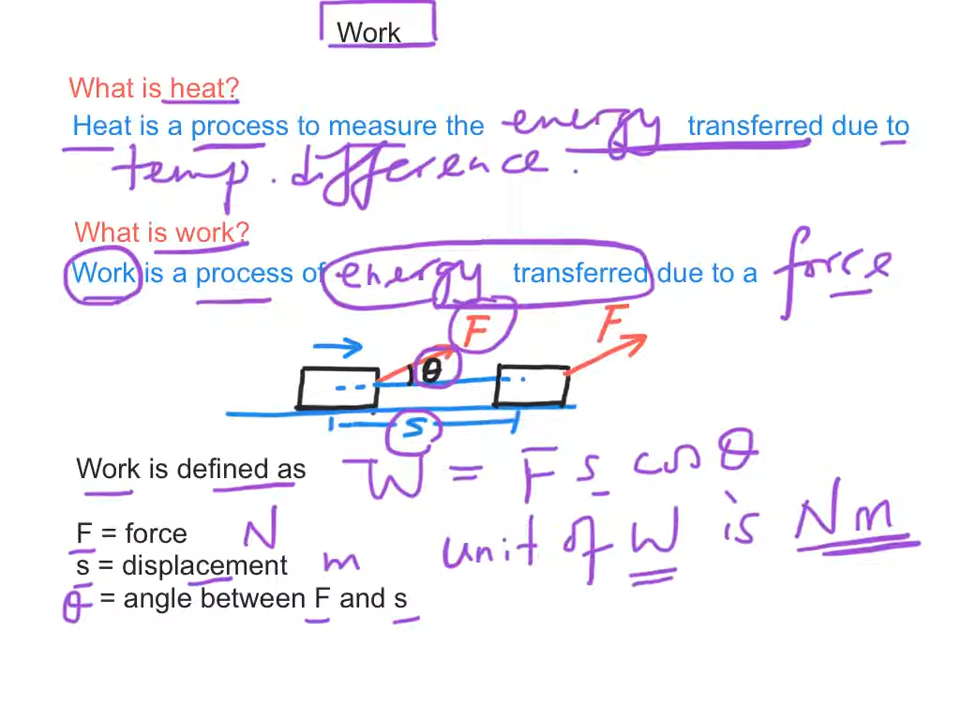 Work
What is heat?
Heat is a process to measure the energy transferred due to
temp. difference.
What is work?
Work is a process of energy transferred due to a force
F F
θ
s
Work is defined as W = F s cos θ
F = force N unit of W is Nm
s = displacement m
θ = angle between F and s